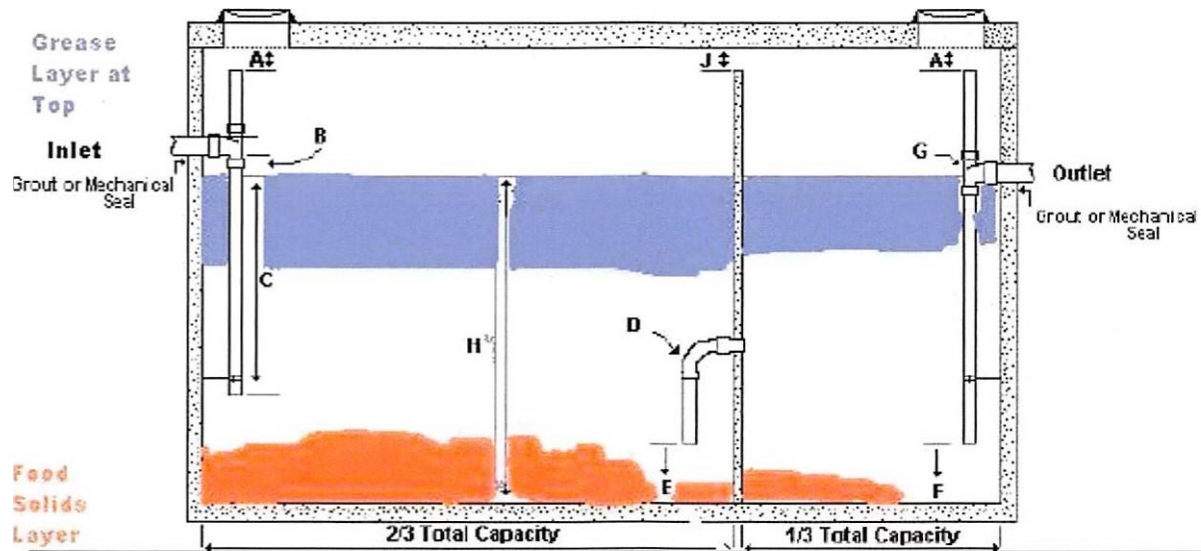 Grease
Layer at
Top
A
J
A
Inlet
B
G
Outlet
Grout or Mechanical
Seal
Grout or Mechanical
Seal
C
D
H
E
F
Food
Solids
Layer
2/3 Total Capacity
1/3 Total Capacity